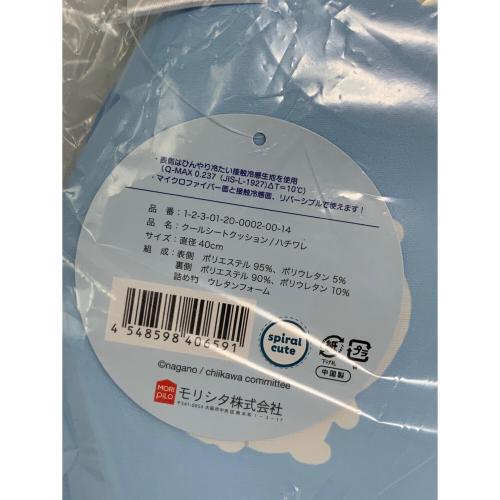 ・表気はひんやり冷たい接触冷感生地を使用
(Q-MAX 0.237 (JIS-L-1927)ΔT=10℃)
・マイクロファイバー面と接触冷感面、リバーシブルで使えます！
品 番：1-2-3-01-20-0002-00-14
品 名：クールシートクッション/ハチワレ
サイズ：直径40cm
組 成：表側 ポリエステル 95%、ポリウレタン 5%
裏側 ポリエステル 90%、ポリウレタン 10%
詰め物 ウレタンフォーム
4 548598 406591
spiral
cute
紙
下げ札
プラ
中国製
©nagano / chiikawa committee
MORI
PiLO
モリシタ株式会社